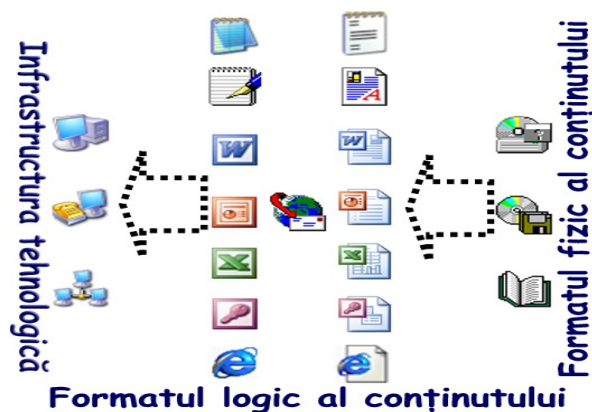 Infrastructura tehnologică
Formatul fizic al conținutului
Formatul logic al conținutului